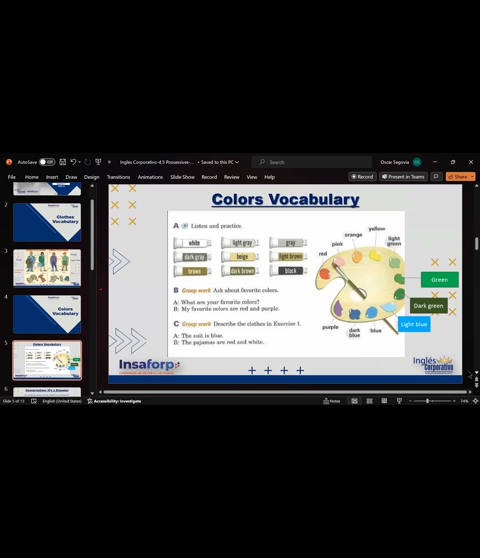 AutoSave Off
Ingles Corporativo-4.5 Possessives-... • Saved to this PC
Search
Oscar Segovia
File Home Insert Draw Design Transitions Animations Slide Show Record Review View Help
Record
Present in Teams
Share
2
Clothes Vocabulary
3
4
Colors Vocabulary
5
6
Colors Vocabulary
A Listen and practice.
white light gray gray
dark gray beige light brown
brown dark brown black
B Group work Ask about favorite colors.
A: What are your favorite colors?
B: My favorite colors are red and purple.
C Group work Describe the clothes in Exercise 1.
A: The suit is blue.
B: The pajamas are red and white.
red
pink
orange
yellow
light green
purple
dark blue
blue
Green
Dark green
Light blue
Insaforp
Inglés Corporativo
Slide 5 of 13
English (United States)
Accessibility: Investigate
Notes
74%